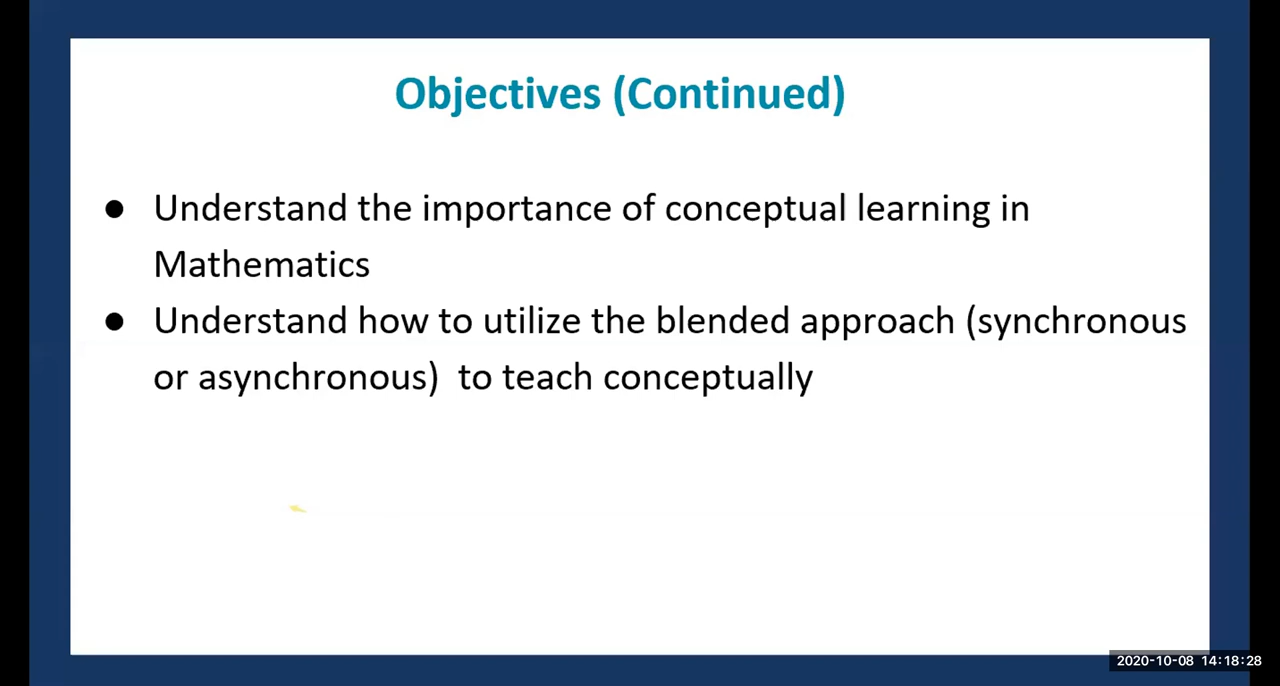 Objectives (Continued)
● Understand the importance of conceptual learning in
Mathematics
● Understand how to utilize the blended approach (synchronous
or asynchronous)  to teach conceptually
2020-10-08 14:18:28